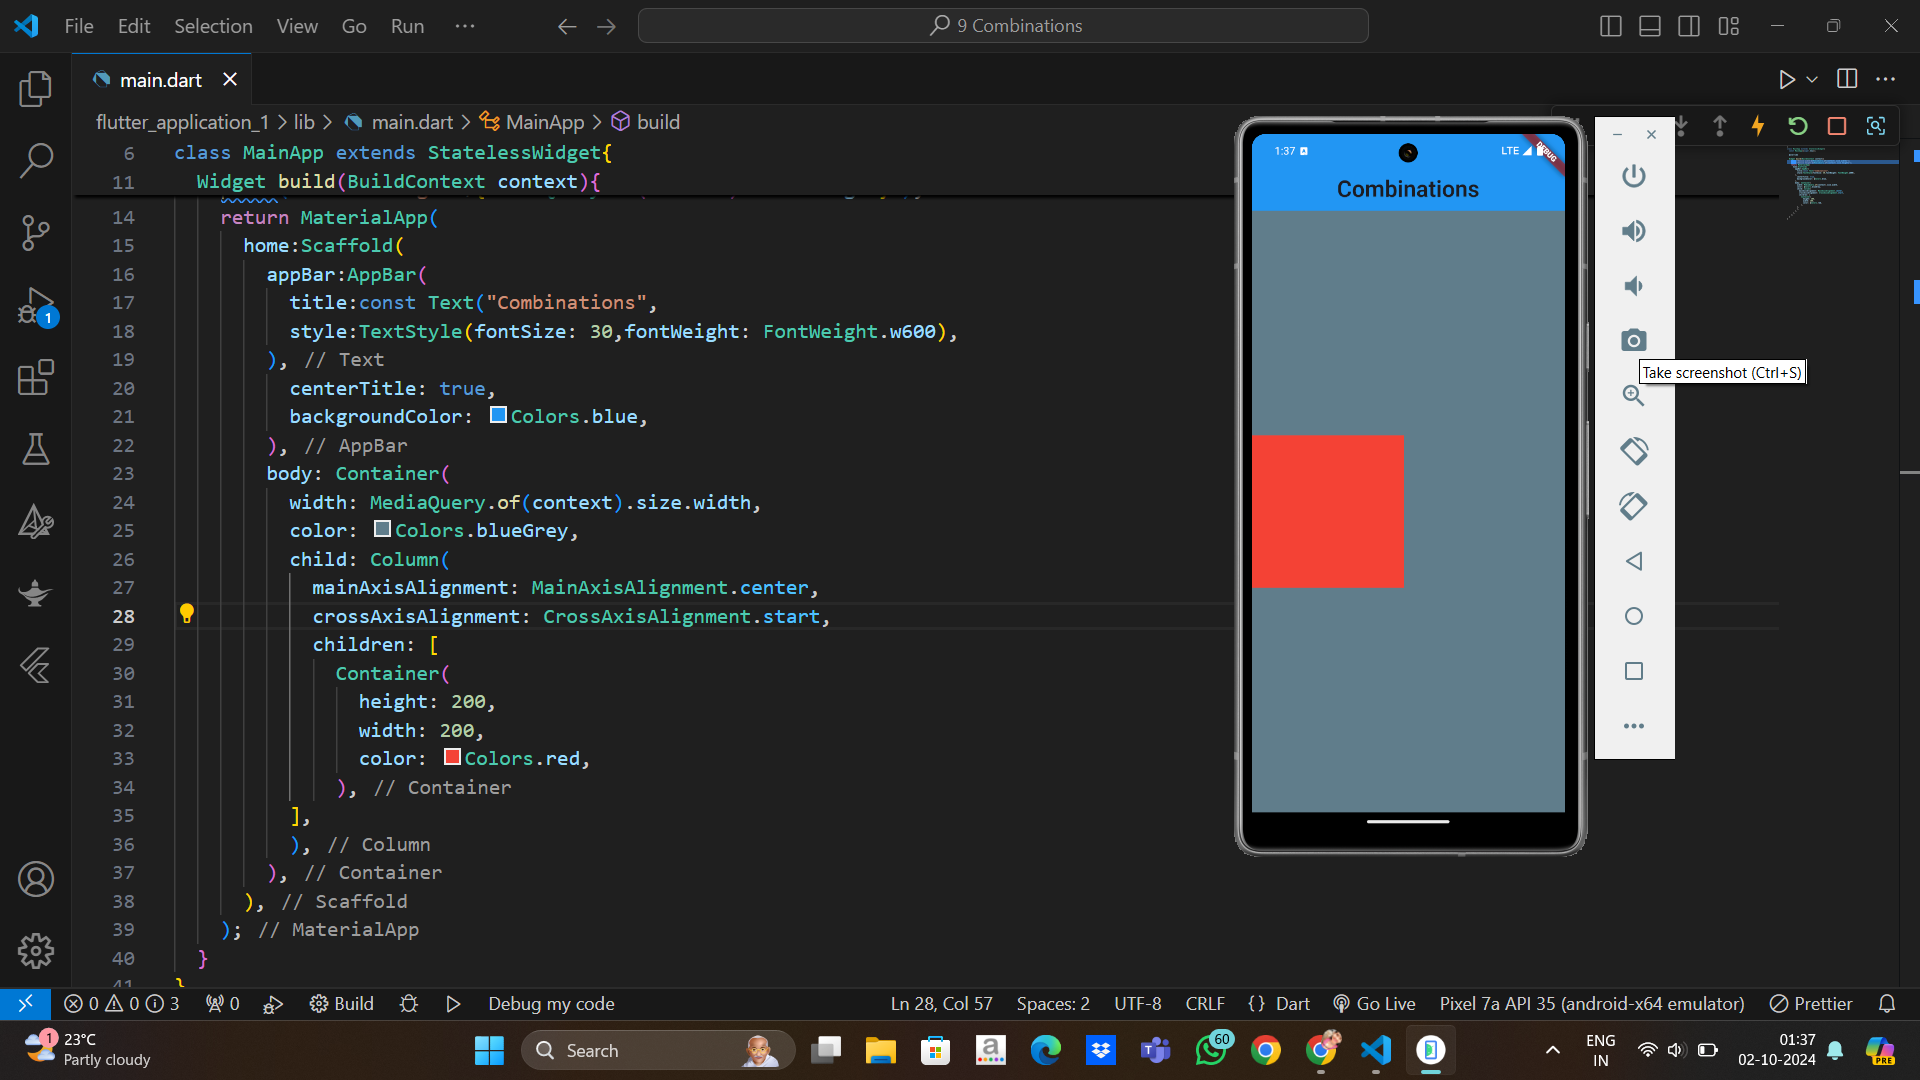 File Edit Selection View Go Run ···
9 Combinations
main.dart
flutter_application_1 > lib > main.dart > MainApp > build
6 class MainApp extends StatelessWidget{
11 Widget build(BuildContext context){
14 return MaterialApp(
15 home:Scaffold(
16 appBar:AppBar(
17 title:const Text("Combinations",
18 style:TextStyle(fontSize: 30,fontWeight: FontWeight.w600),
19 ), // Text
20 centerTitle: true,
21 backgroundColor: Colors.blue,
22 ), // AppBar
23 body: Container(
24 width: MediaQuery.of(context).size.width,
25 color: Colors.blueGrey,
26 child: Column(
27 mainAxisAlignment: MainAxisAlignment.center,
28 crossAxisAlignment: CrossAxisAlignment.start,
29 children: [
30 Container(
31 height: 200,
32 width: 200,
33 color: Colors.red,
34 ), // Container
35 ],
36 ), // Column
37 ), // Container
38 ), // Scaffold
39 ); // MaterialApp
40 }
41 }
1
1:37
LTE
DEBUG
Combinations
Take screenshot (Ctrl+S)
0 0 3 0 Build Debug my code
Ln 28, Col 57 Spaces: 2 UTF-8 CRLF {} Dart Go Live Pixel 7a API 35 (android-x64 emulator) Prettier
1
23°C
Partly cloudy
Search
a
60
ENG
IN
01:37
02-10-2024
PRE